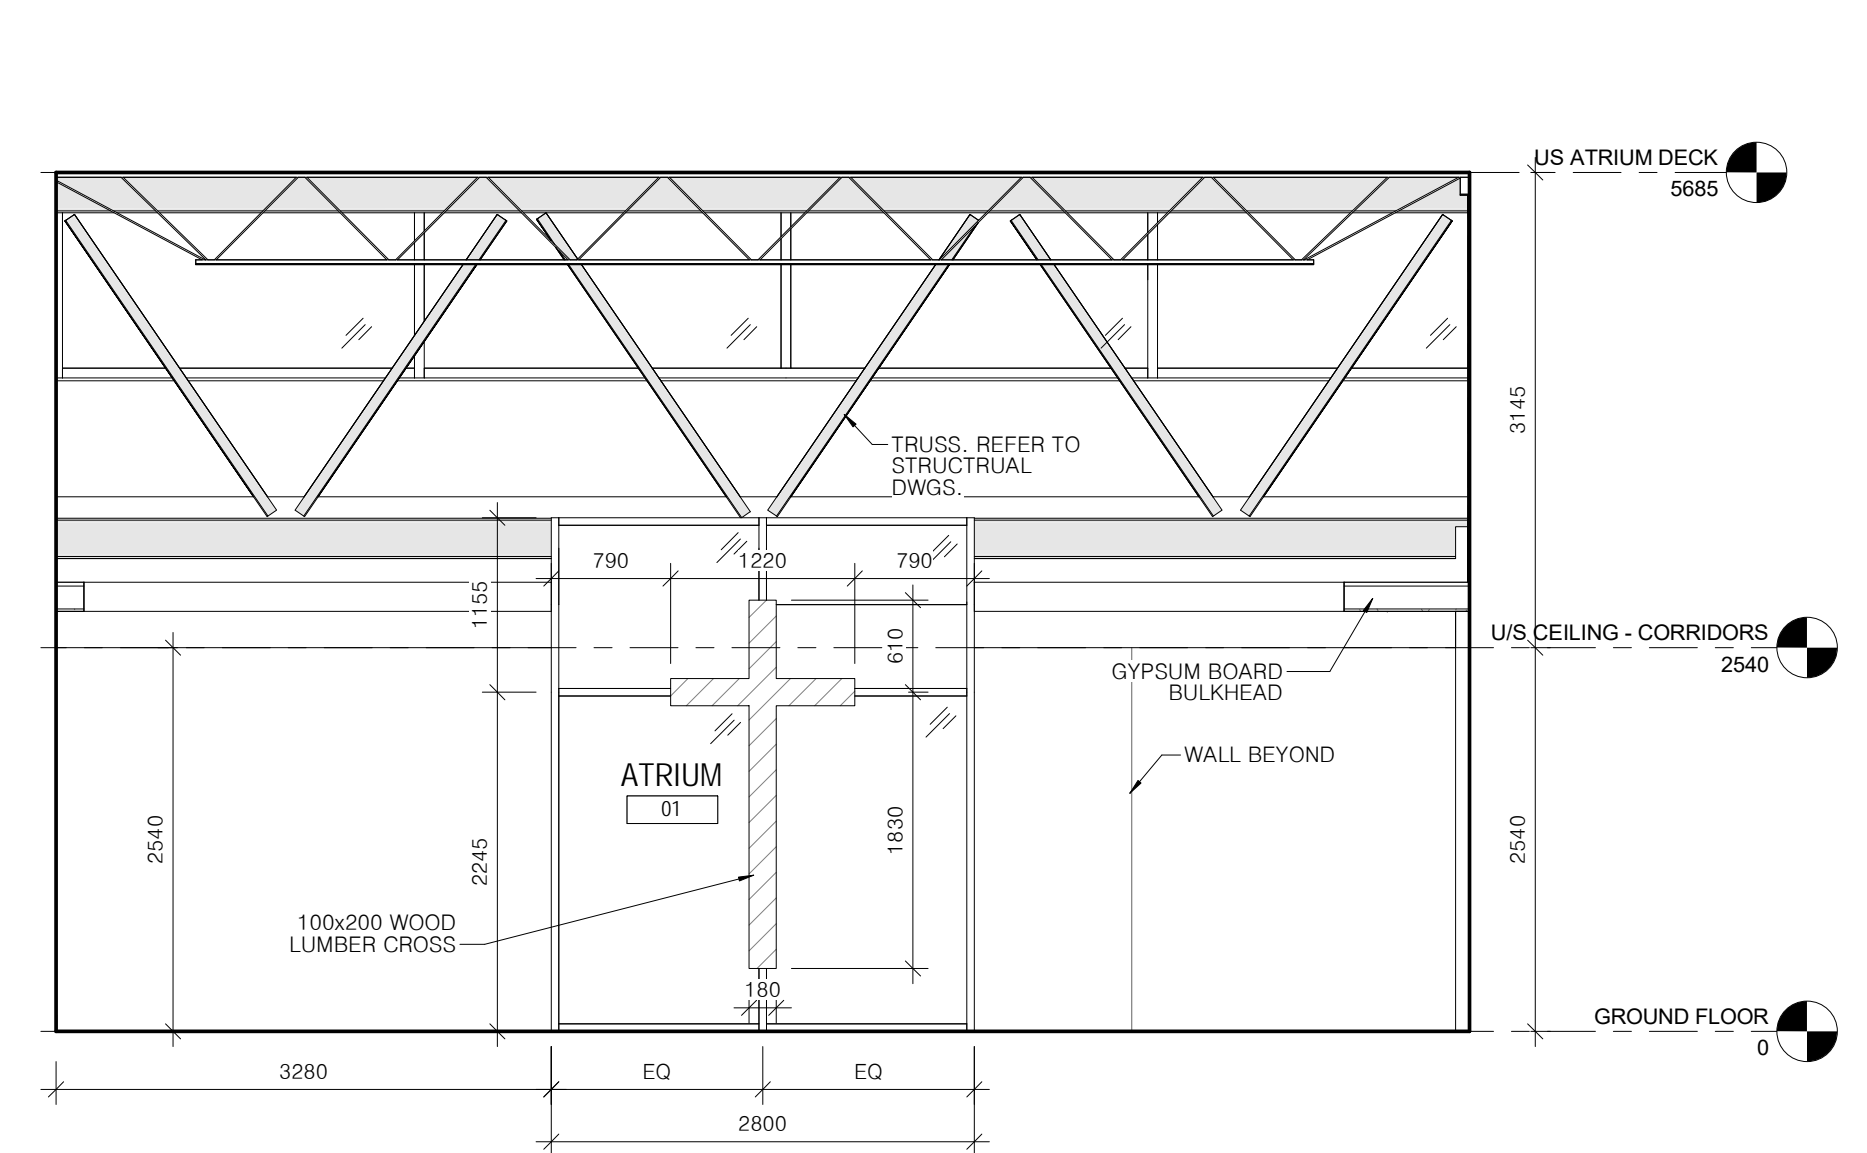 US ATRIUM DECK
5685
3145
TRUSS. REFER TO
STRUCTRUAL
DWGS.
790
1220
790
1155
610
U/S CEILING - CORRIDORS
2540
GYPSUM BOARD
BULKHEAD
WALL BEYOND
ATRIUM
01
2540
2245
1830
2540
100x200 WOOD
LUMBER CROSS
180
GROUND FLOOR
0
3280
EQ
EQ
2800